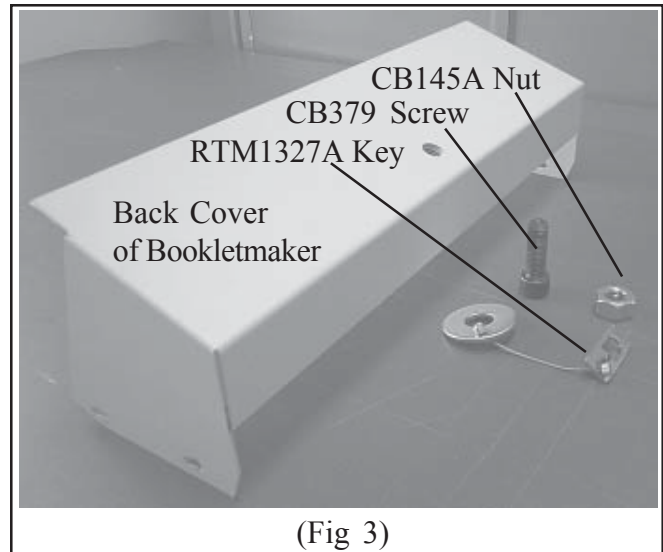 CB145A Nut
CB379 Screw
RTM1327A Key
Back Cover
of Bookletmaker
(Fig 3)